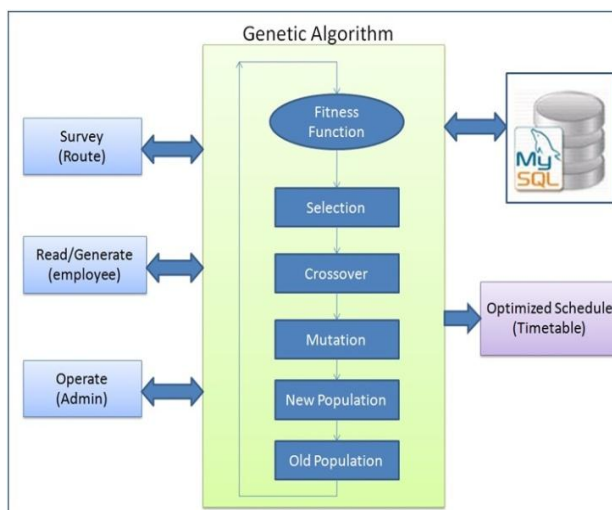 Genetic Algorithm
Fitness
Function
Survey
(Route)
My
SQL
Selection
Read/Generate
(employee)
Crossover
Optimized Schedule
(Timetable)
Mutation
Operate
(Admin)
New Population
Old Population